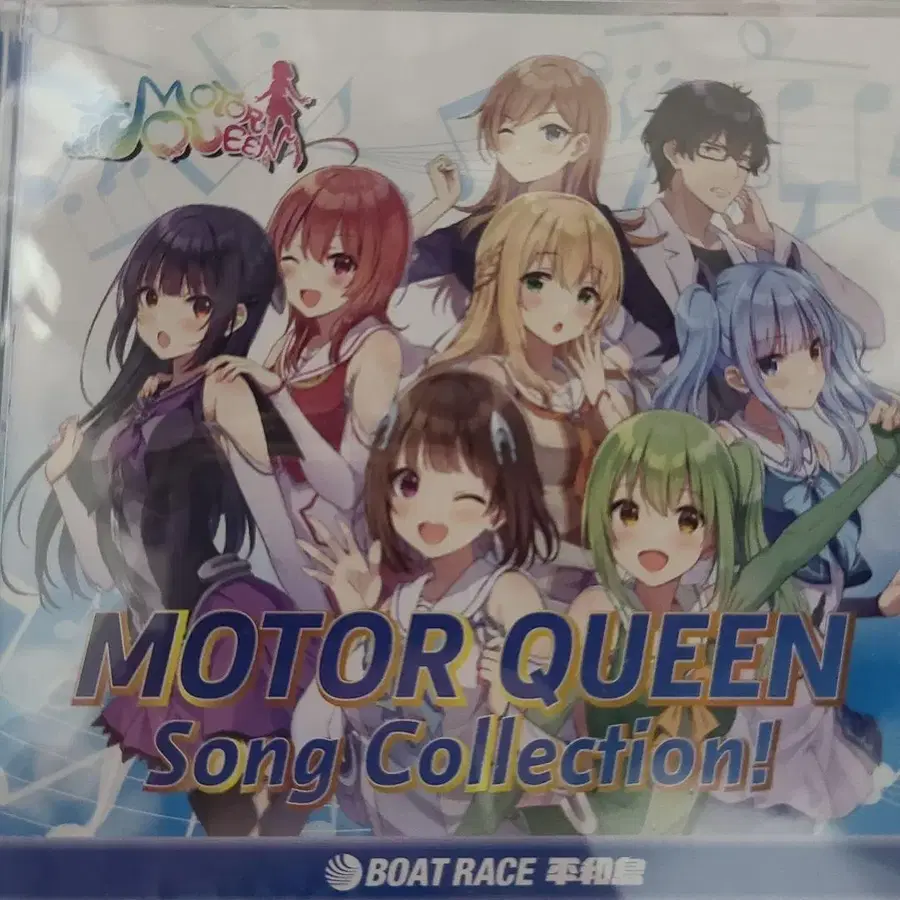 MOTOR
QUEEN
MOTOR QUEEN
Song Collection!
BOAT RACE 平和島